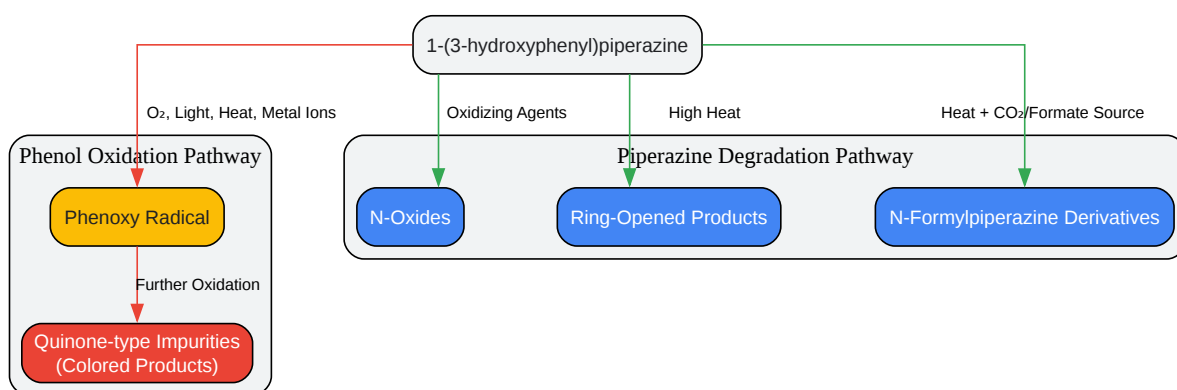 1-(3-hydroxyphenyl)piperazine
O₂, Light, Heat, Metal Ions
Oxidizing Agents
High Heat
Heat + CO₂/Formate Source
Phenol Oxidation Pathway
Piperazine Degradation Pathway
Phenoxy Radical
N-Oxides
Ring-Opened Products
N-Formylpiperazine Derivatives
Further Oxidation
Quinone-type Impurities
(Colored Products)